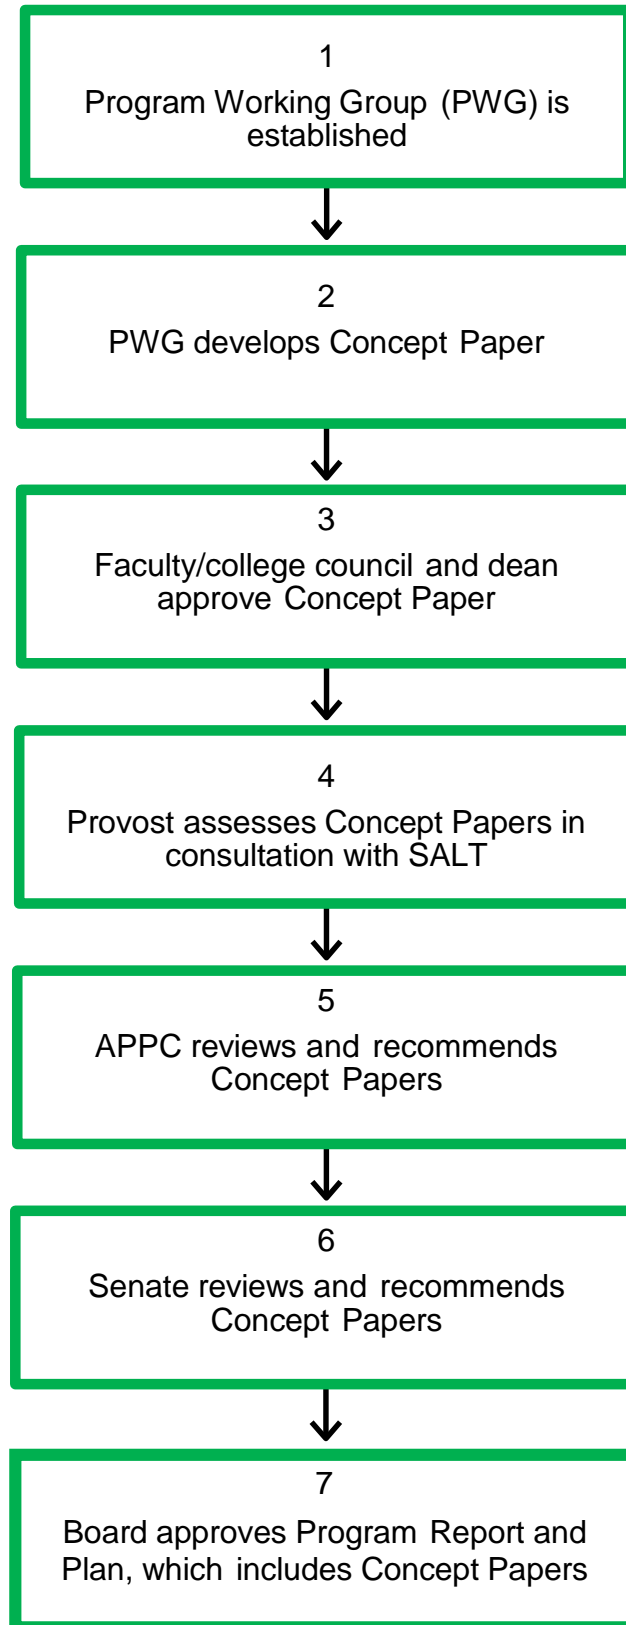 1
Program Working Group (PWG) is
established
2
PWG develops Concept Paper
3
Faculty/college council and dean
approve Concept Paper
4
Provost assesses Concept Papers in
consultation with SALT
5
APPC reviews and recommends
Concept Papers
6
Senate reviews and recommends
Concept Papers
7
Board approves Program Report and
Plan, which includes Concept Papers